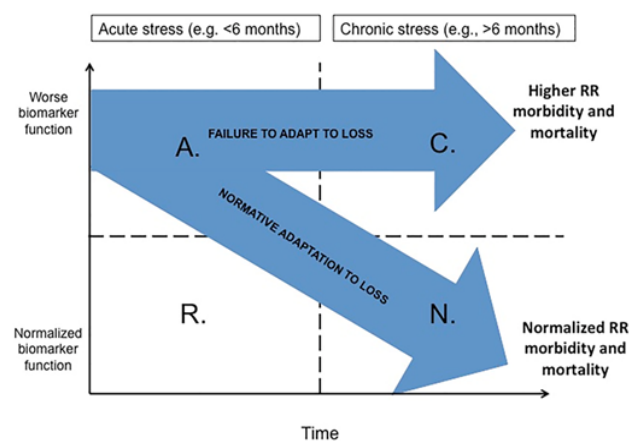 Acute stress (e.g. <6 months)
Chronic stress (e.g., >6 months)
Worse
biomarker
function
A.
FAILURE TO ADAPT TO LOSS
C.
Higher RR
morbidity and
mortality
NORMATIVE ADAPTATION TO LOSS
R.
N.
Normalized
biomarker
function
Normalized RR
morbidity and
mortality
Time